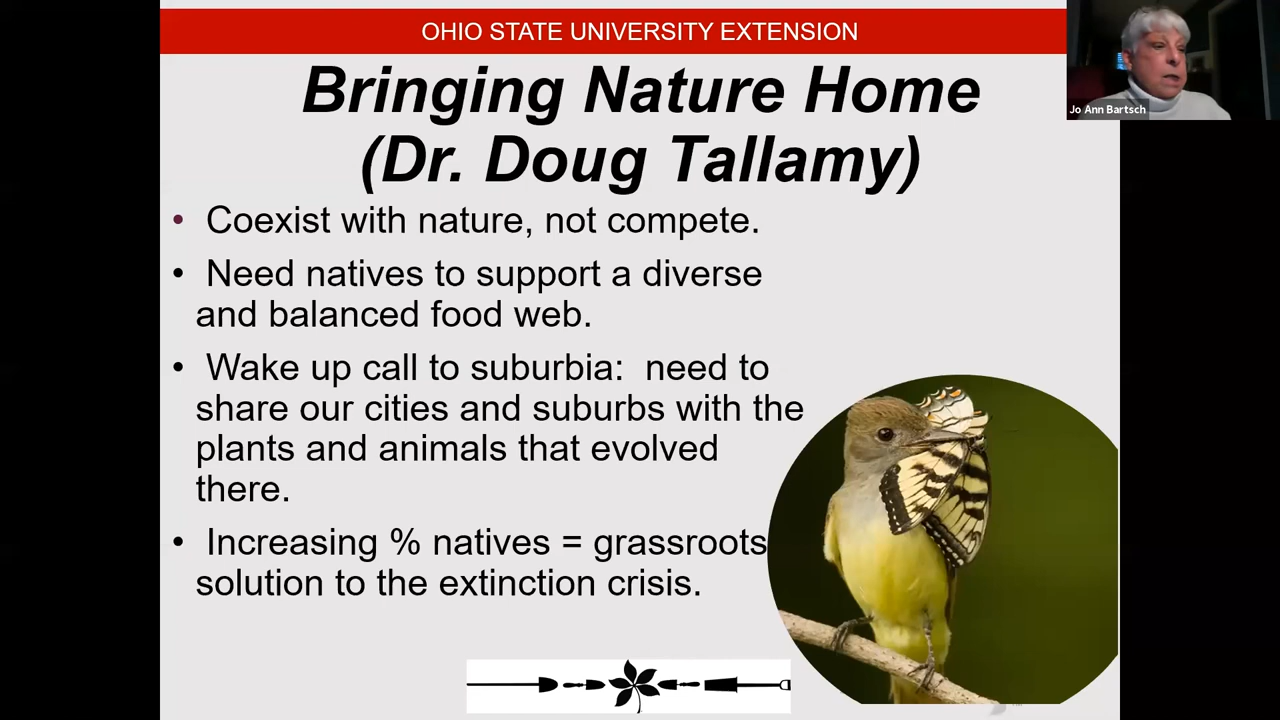 OHIO STATE UNIVERSITY EXTENSION
Bringing Nature Home
(Dr. Doug Tallamy)
Jo Ann Bartsch
• Coexist with nature, not compete.
• Need natives to support a diverse
and balanced food web.
• Wake up call to suburbia: need to
share our cities and suburbs with the
plants and animals that evolved
there.
• Increasing % natives = grassroots
solution to the extinction crisis.